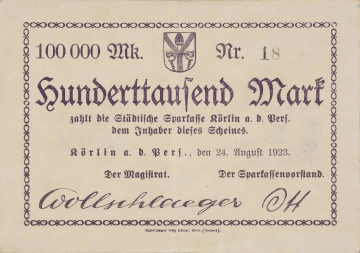 100 000 Mk. Nr. 18
Hunderttausend Mark
zahlt die Städtische Sparkasse Körlin a. d. Pers.
dem Inhaber dieses Scheines.
Körlin a. d. Pers., den 24. August 1923.
Der Magistrat. Der Sparkassenvorstand.
Wollschlaeger